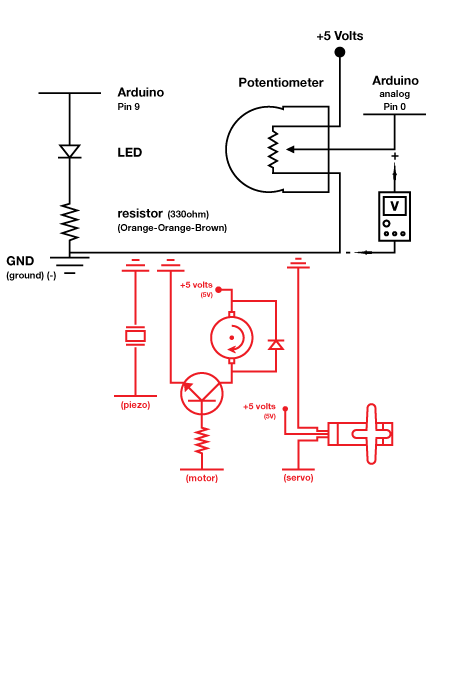 +5 Volts
Potentiometer
Arduino
analog
Pin 0
Arduino
Pin 9
LED
+
V
resistor (330ohm)
(Orange-Orange-Brown)
GND
(ground) (-)
-
+5 volts
(5V)
+5 volts
(5V)
(piezo)
(motor)
(servo)